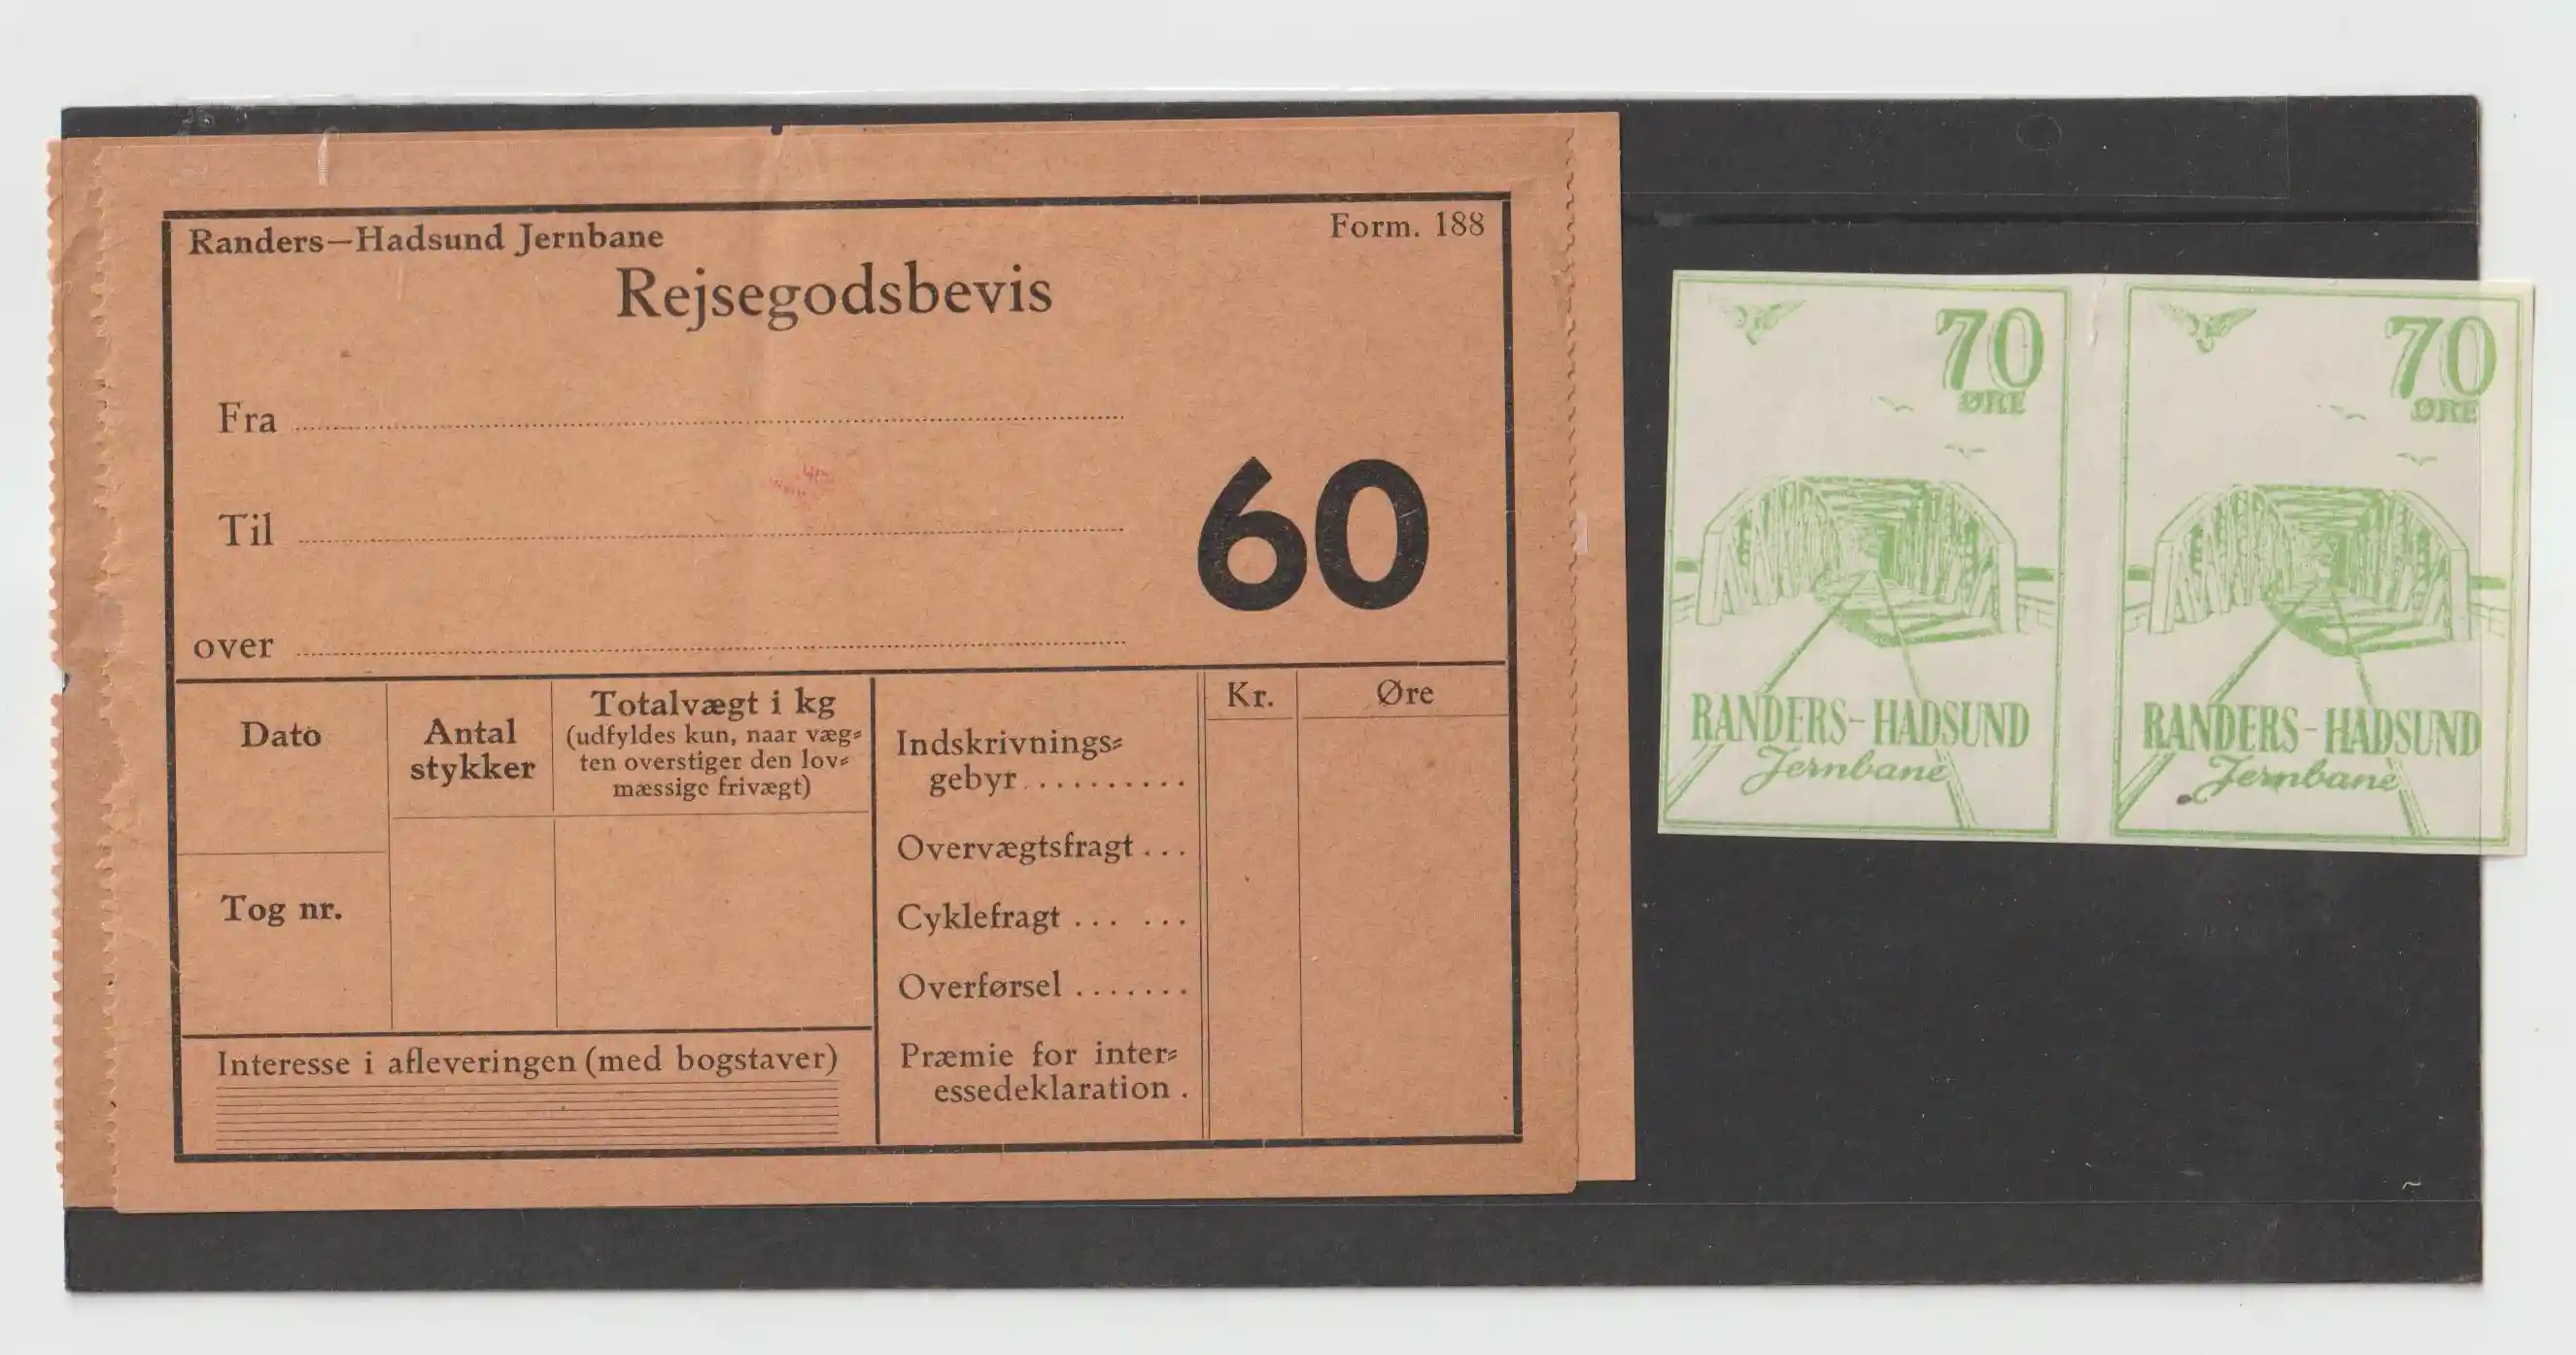 Randers—Hadsund Jernbane
Form. 188
Rejsegodsbevis
Fra
Til
over
60
Dato
Antal
stykker
Totalvægt i kg
(udfyldes kun, naar væg=
ten overstiger den lov=
mæssige frivægt)
Tog nr.
Interesse i afleveringen (med bogstaver)
Kr.
Øre
Indskrivnings=
gebyr..........
Overvægtsfragt...
Cyklefragt... ...
Overførsel.......
Præmie for inter=
essedeklaration .
70
ØRE
RANDERS-HADSUND
Jernbane
70
ØRE
RANDERS-HADSUND
Jernbane